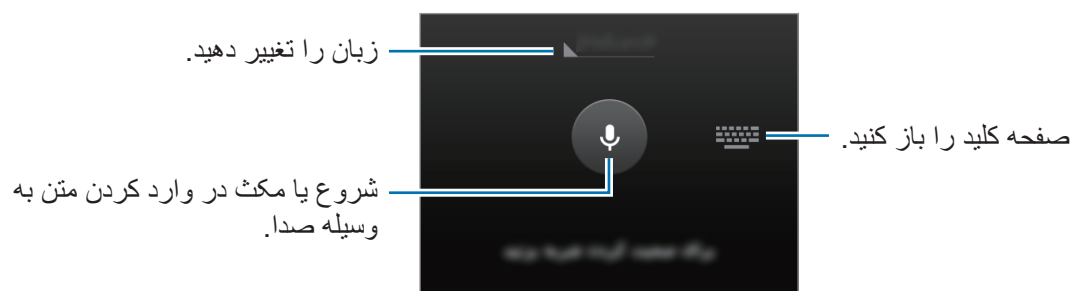 زبان را تغییر دهید.
صفحه کلید را باز کنید.
شروع یا مکث در وارد کردن متن به
وسیله صدا.